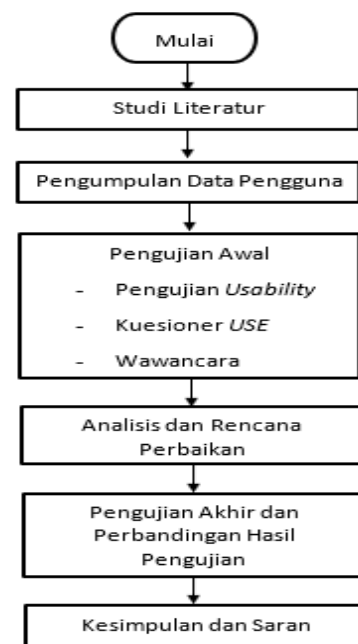 Mulai
Studi Literatur
Pengumpulan Data Pengguna
Pengujian Awal
- Pengujian Usability
- Kuesioner USE
- Wawancara
Analisis dan Rencana
Perbaikan
Pengujian Akhir dan
Perbandingan Hasil
Pengujian
Kesimpulan dan Saran